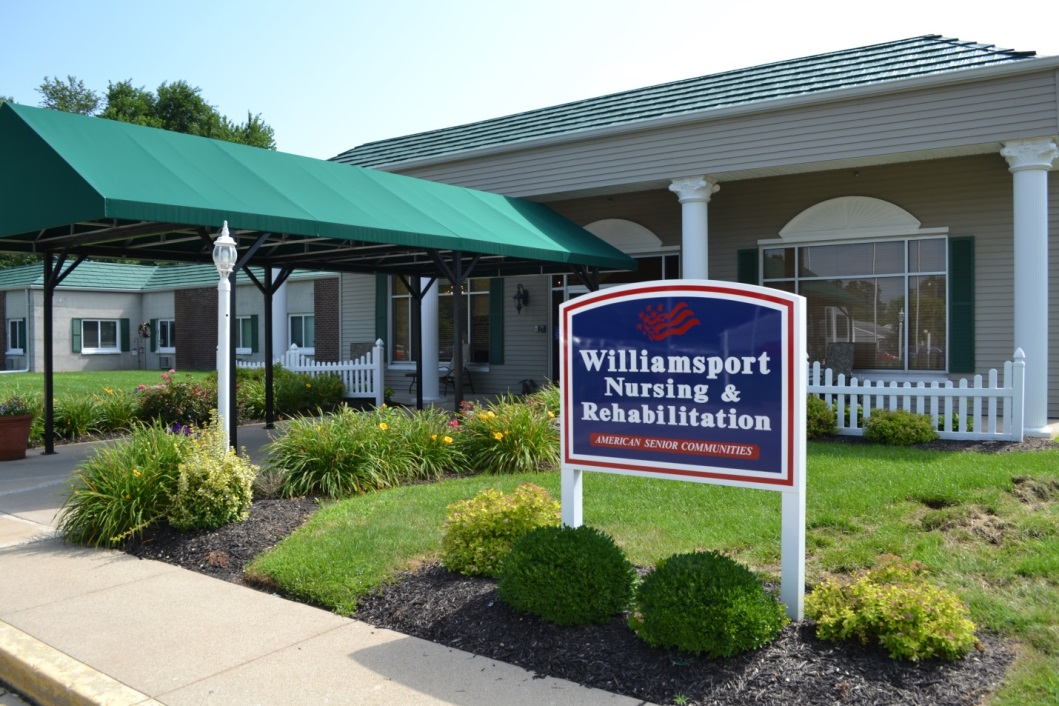 Williamsport
Nursing &
Rehabilitation
AMERICAN SENIOR COMMUNITIES